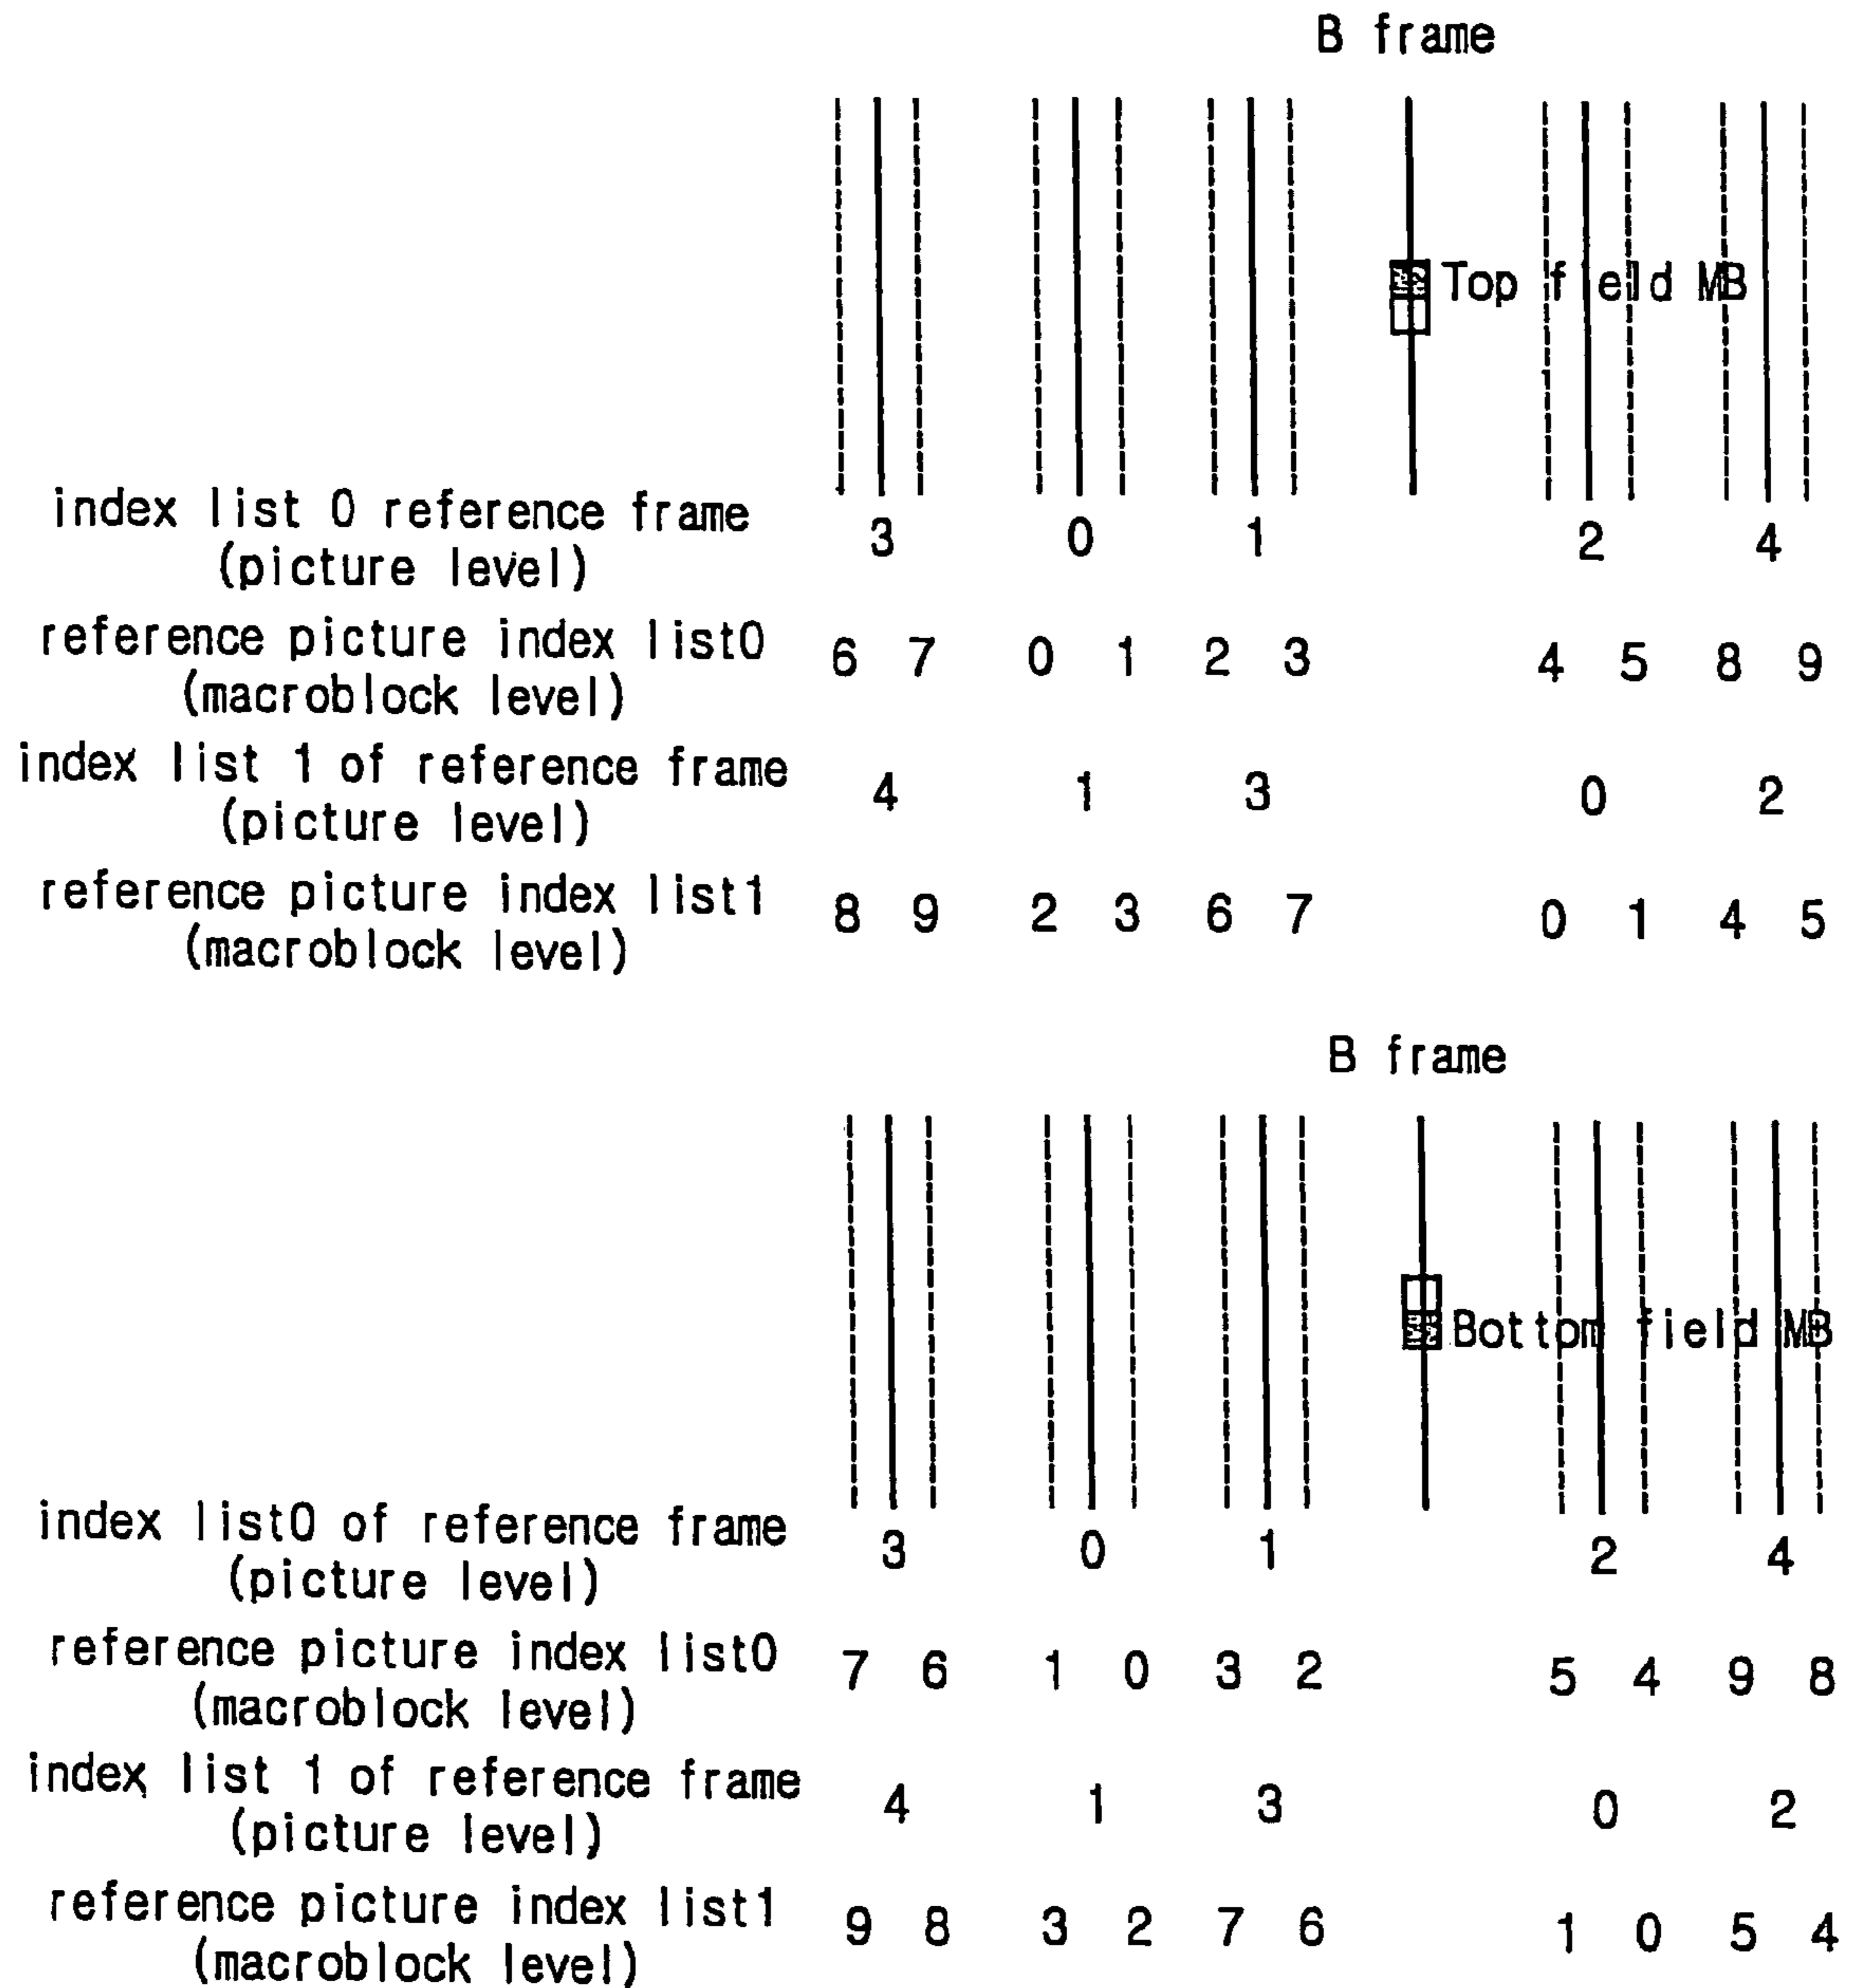 B frame
Top field MB
index list 0 reference frame
(picture level)
3 0 1 2 4
reference picture index list0
(macroblock level)
6 7 0 1 2 3 4 5 8 9
index list 1 of reference frame
(picture level)
4 1 3 0 2
reference picture index list1
(macroblock level)
8 9 2 3 6 7 0 1 4 5
B frame
Bottom field MB
index list0 of reference frame
(picture level)
3 0 1 2 4
reference picture index list0
(macroblock level)
7 6 1 0 3 2 5 4 9 8
index list 1 of reference frame
(picture level)
4 1 3 0 2
reference picture index list1
(macroblock level)
9 8 3 2 7 6 1 0 5 4